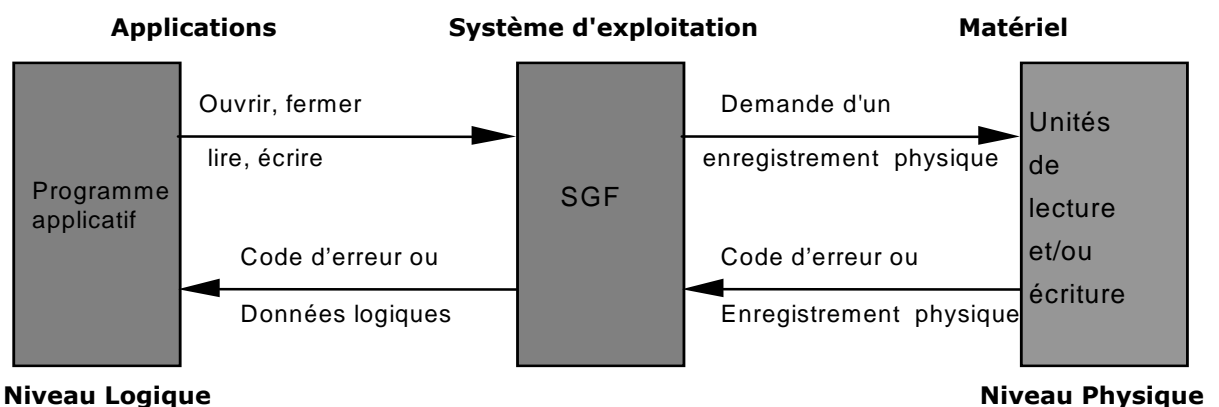 Applications
Système d'exploitation
Matériel
Ouvrir, fermer
lire, écrire
Demande d'un
enregistrement physique
Programme
applicatif
SGF
Unités
de
lecture
et/ou
écriture
Code d’erreur ou
Données logiques
Code d’erreur ou
Enregistrement physique
Niveau Logique
Niveau Physique